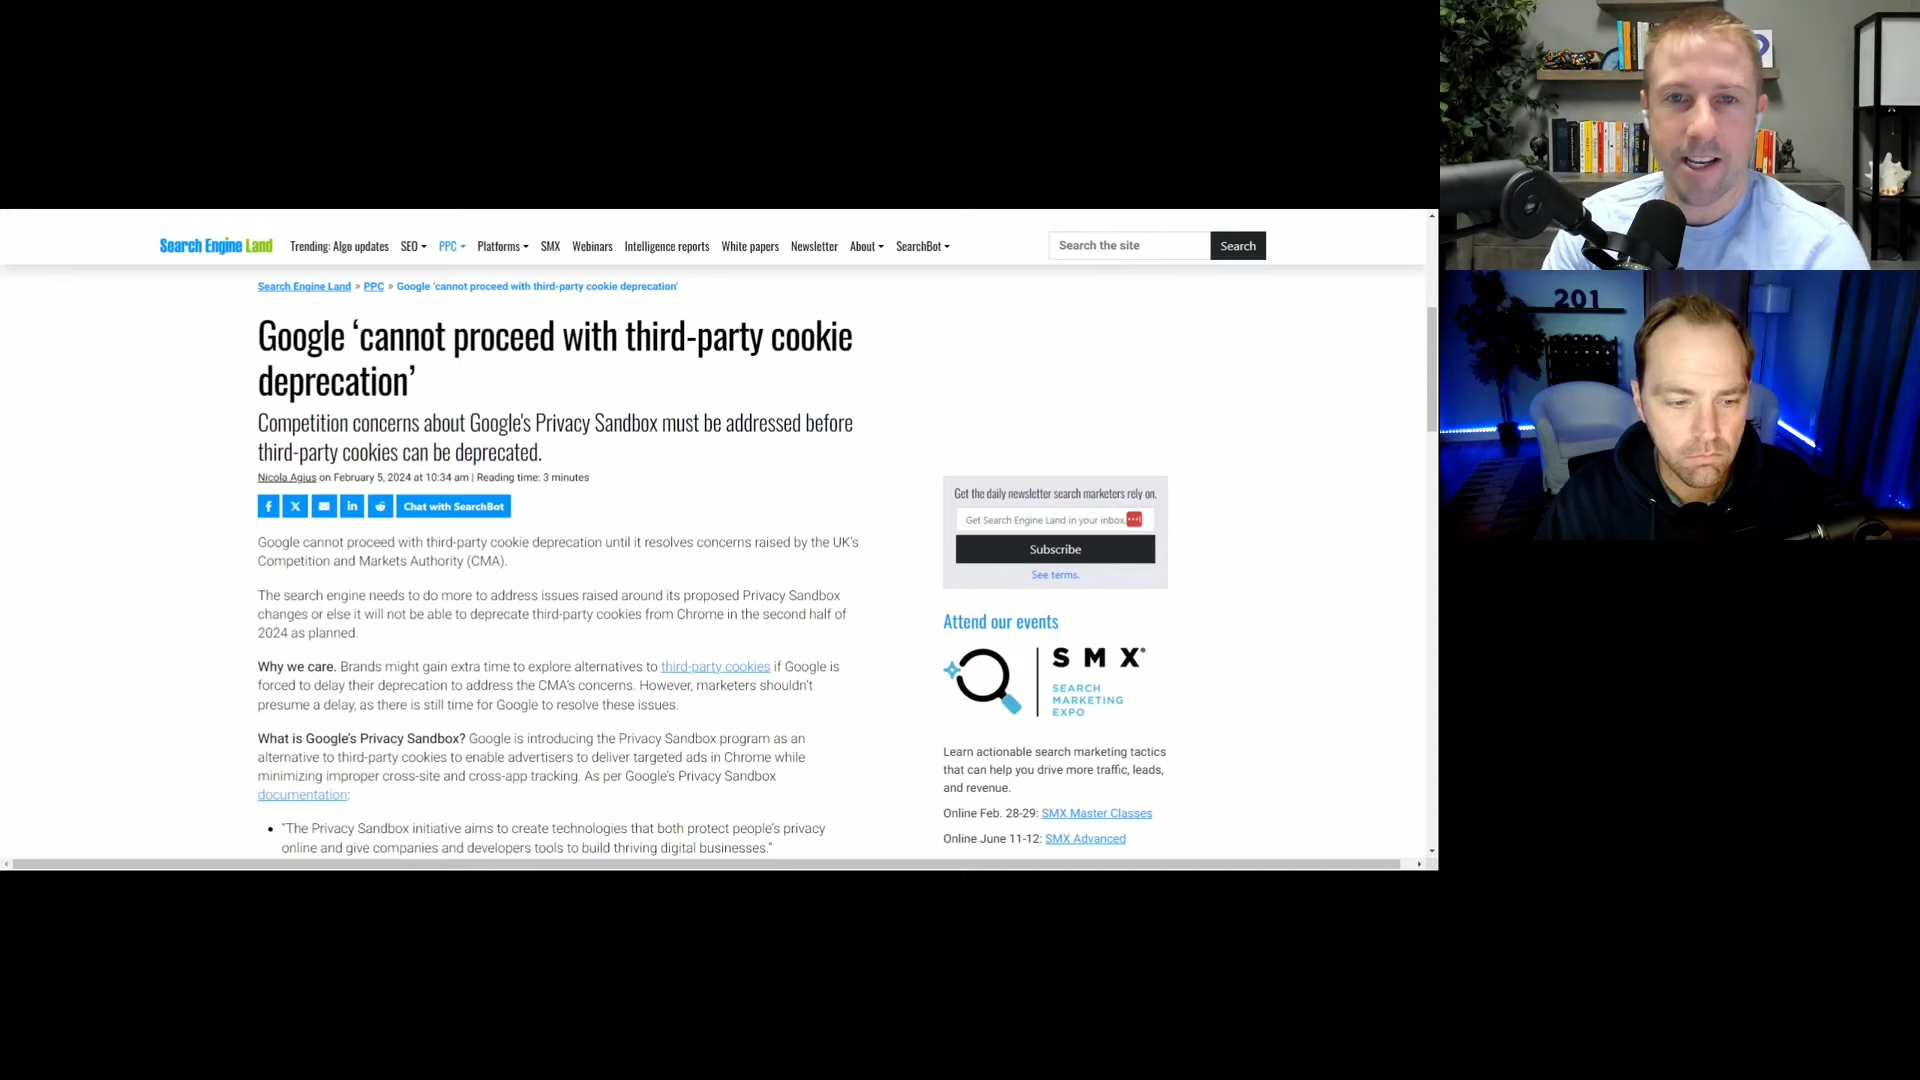 201
Search Engine Land
Trending: Algo updates SEO PPC Platforms SMX Webinars Intelligence reports White papers Newsletter About SearchBot
Search the site Search
Search Engine Land » PPC » Google 'cannot proceed with third-party cookie deprecation'
Google ‘cannot proceed with third-party cookie
deprecation’
Competition concerns about Google's Privacy Sandbox must be addressed before
third-party cookies can be deprecated.
Nicola Agius on February 5, 2024 at 10:34 am | Reading time: 3 minutes
Chat with SearchBot
Google cannot proceed with third-party cookie deprecation until it resolves concerns raised by the UK's
Competition and Markets Authority (CMA).
The search engine needs to do more to address issues raised around its proposed Privacy Sandbox
changes or else it will not be able to deprecate third-party cookies from Chrome in the second half of
2024 as planned.
Why we care. Brands might gain extra time to explore alternatives to third-party cookies if Google is
forced to delay their deprecation to address the CMA's concerns. However, marketers shouldn't
presume a delay, as there is still time for Google to resolve these issues.
What is Google's Privacy Sandbox? Google is introducing the Privacy Sandbox program as an
alternative to third-party cookies to enable advertisers to deliver targeted ads in Chrome while
minimizing improper cross-site and cross-app tracking. As per Google's Privacy Sandbox
documentation:
• “The Privacy Sandbox initiative aims to create technologies that both protect people's privacy
online and give companies and developers tools to build thriving digital businesses.”
Get the daily newsletter search marketers rely on.
Get Search Engine Land in your inbox.
Subscribe
See terms.
Attend our events
SMX
SEARCH
MARKETING
EXPO
Learn actionable search marketing tactics
that can help you drive more traffic, leads,
and revenue.
Online Feb. 28-29: SMX Master Classes
Online June 11-12: SMX Advanced